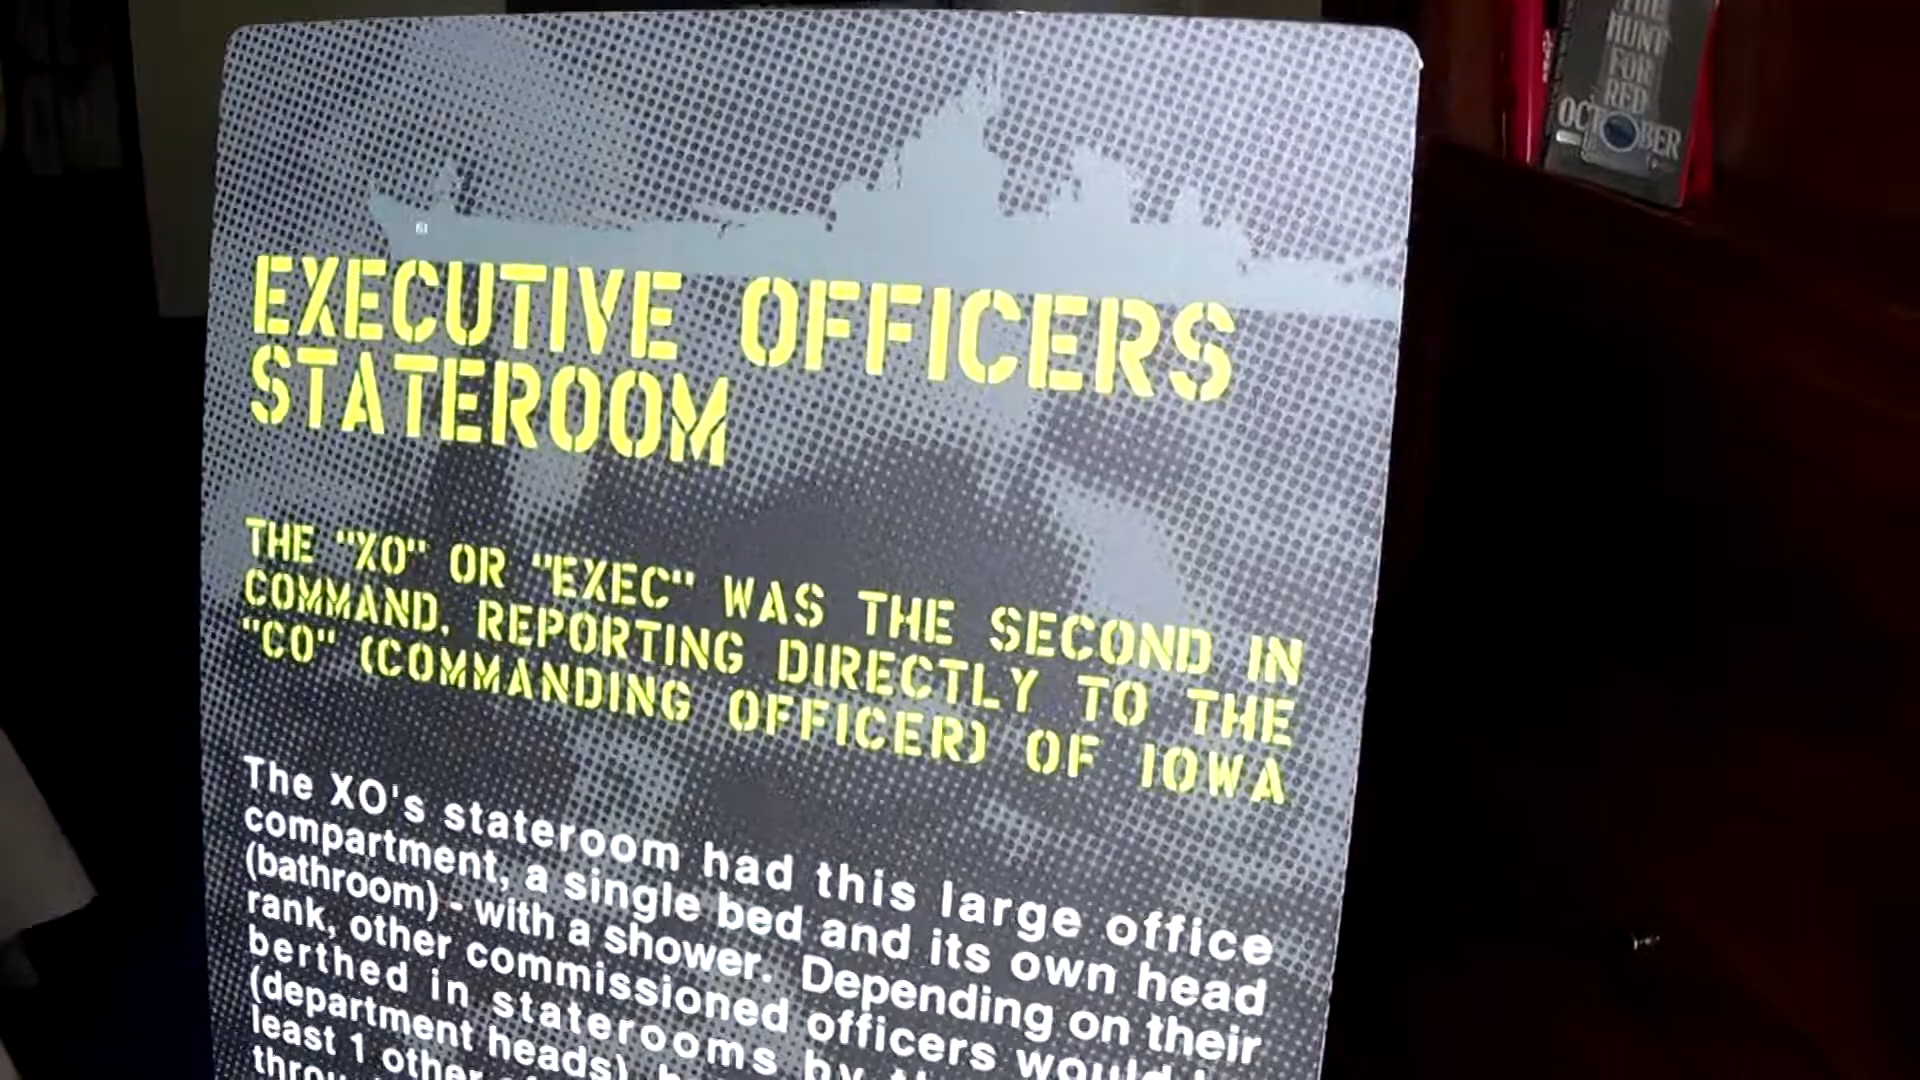 THE
HUNT
FOR
RED
OCTOBER
61
EXECUTIVE OFFICERS
STATEROOM
THE "XO" OR "EXEC" WAS THE SECOND IN
COMMAND, REPORTING DIRECTLY TO THE
"CO" (COMMANDING OFFICER) OF IOWA
The XO's stateroom had this large office
compartment, a single bed and its own head
(bathroom) - with a shower. Depending on their
rank, other commissioned officers would
berthed in staterooms by
(department heads)
least 1 other